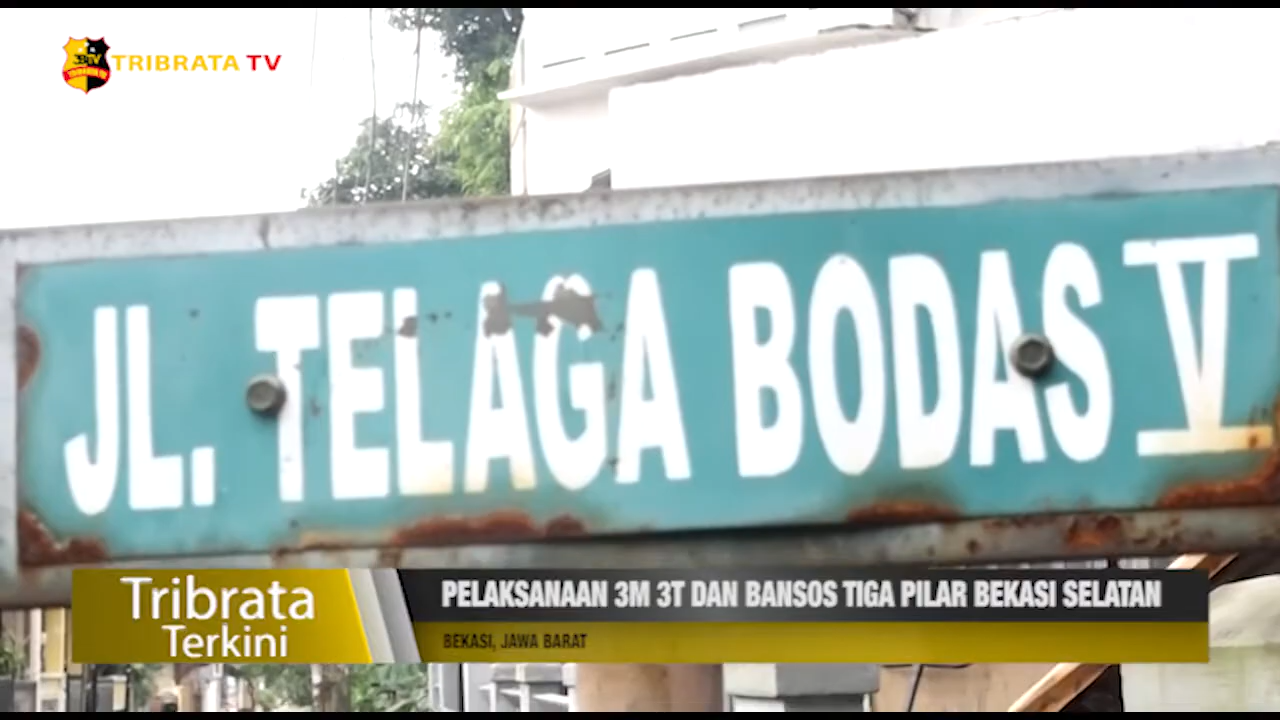 TRIBRATA TV
JL. TELAGA BODAS V
Tribrata
Terkini
PELAKSANAAN 3M 3T DAN BANSOS TIGA PILAR BEKASI SELATAN
BEKASI, JAWA BARAT